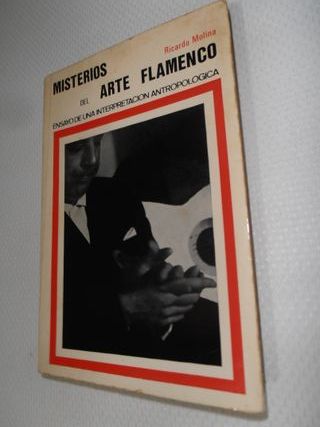 Ricardo Molina
MISTERIOS
DEL ARTE FLAMENCO
ENSAYO DE UNA INTERPRETACION ANTROPOLOGICA